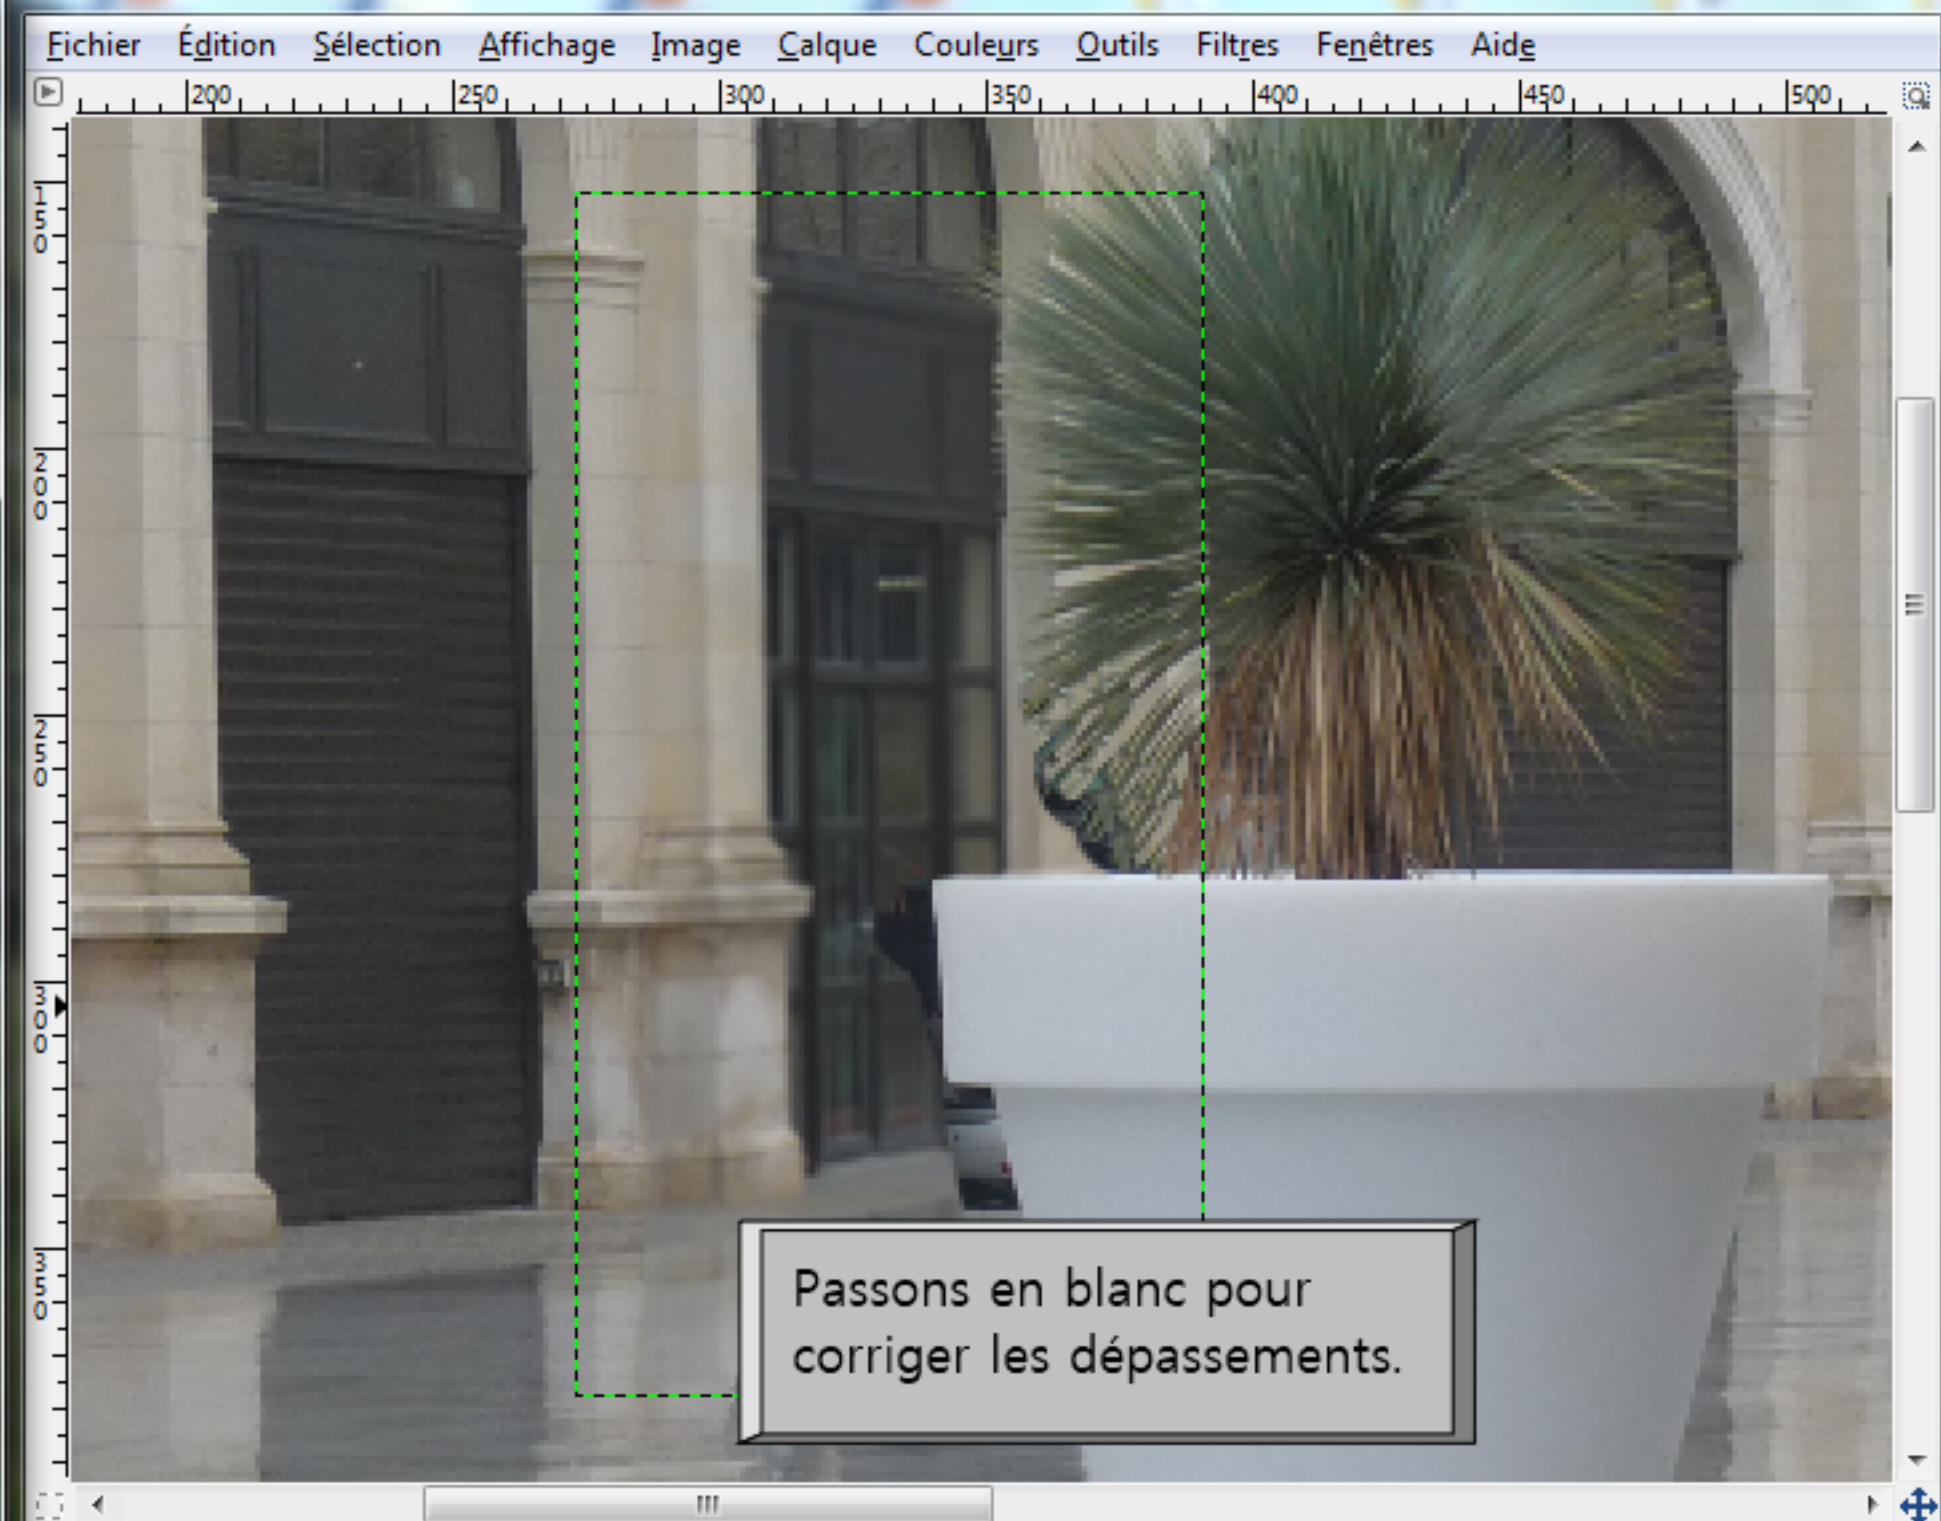 Fichier Édition Sélection Affichage Image Calque Couleurs Outils Filtres Fenêtres Aide
200 250 300 350 400 450 500
150
200
250
300
350
Passons en blanc pour
corriger les dépassements.